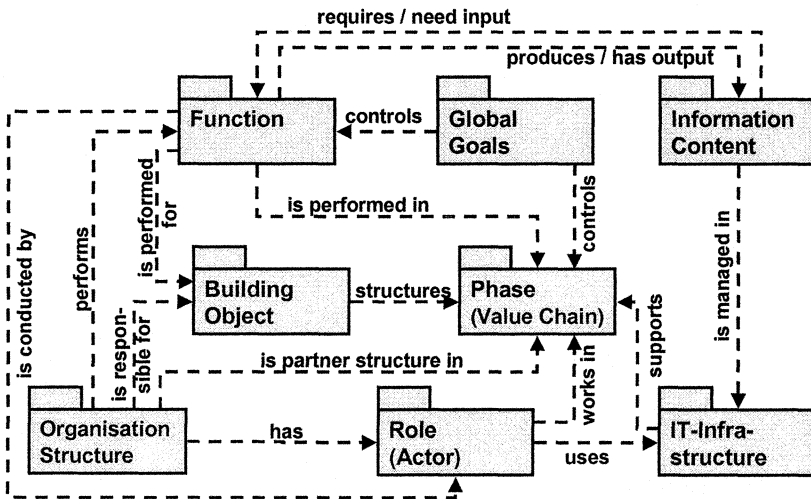 requires / need input
produces / has output
Function
controls
Global
Goals
Information
Content
is performed in
controls
is managed in
is conducted by
performs
is performed
for
Building
Object
structures
Phase
(Value Chain)
is respon-
sible for
is partner structure in
works in
supports
Organisation
Structure
has
Role
(Actor)
uses
IT-Infra-
structure